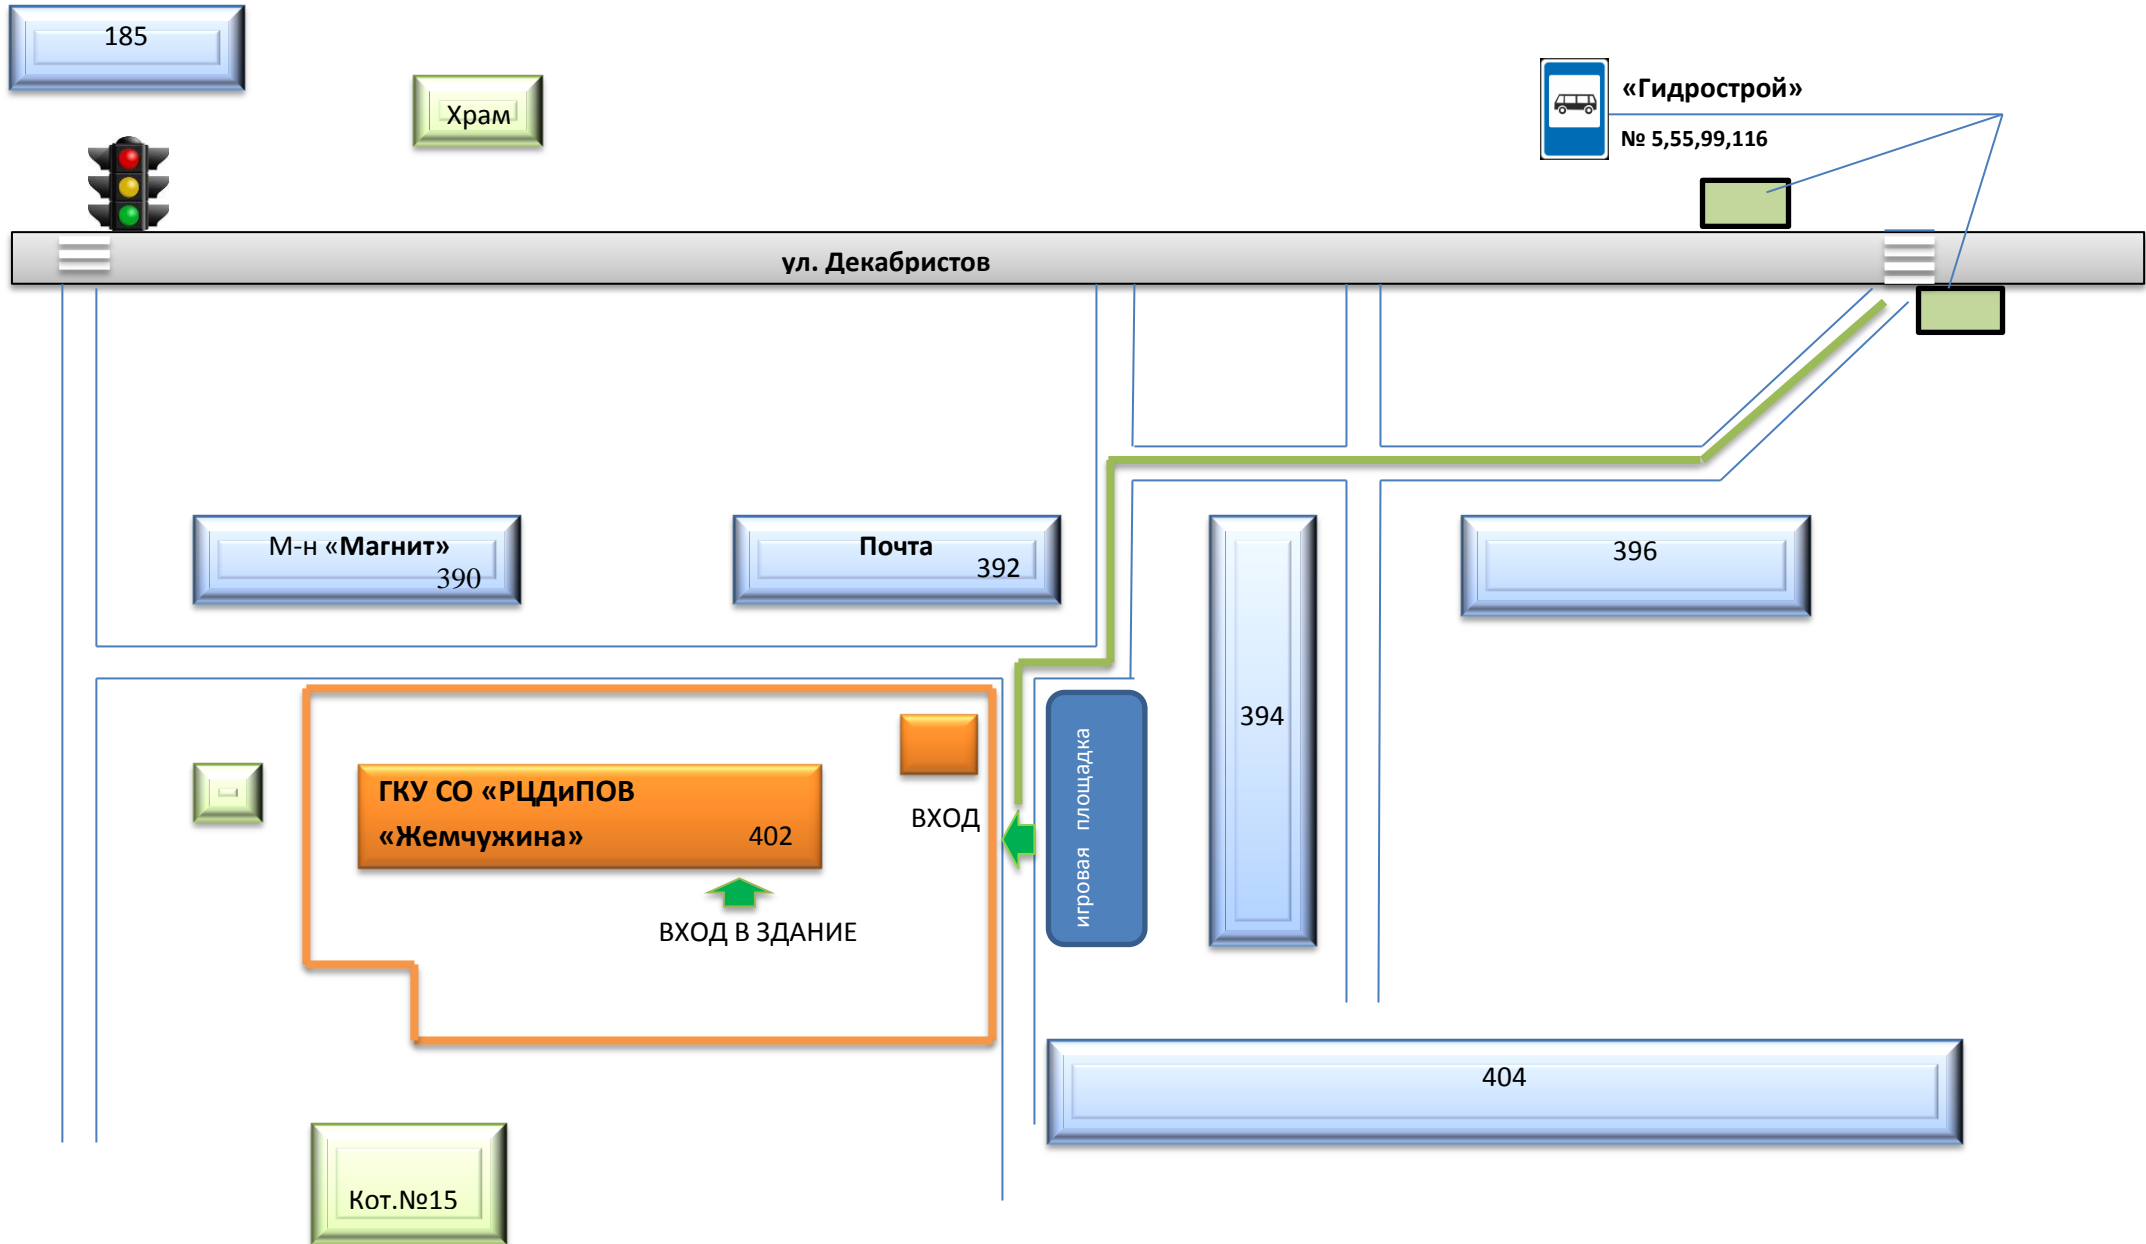 185
Храм
«Гидрострой»
№ 5,55,99,116
ул. Декабристов
М-н «Магнит»
390
Почта
392
396
394
игровая площадка
ГКУ СО «РЦДиПОВ
«Жемчужина» 402
ВХОД
ВХОД В ЗДАНИЕ
404
Кот.№15